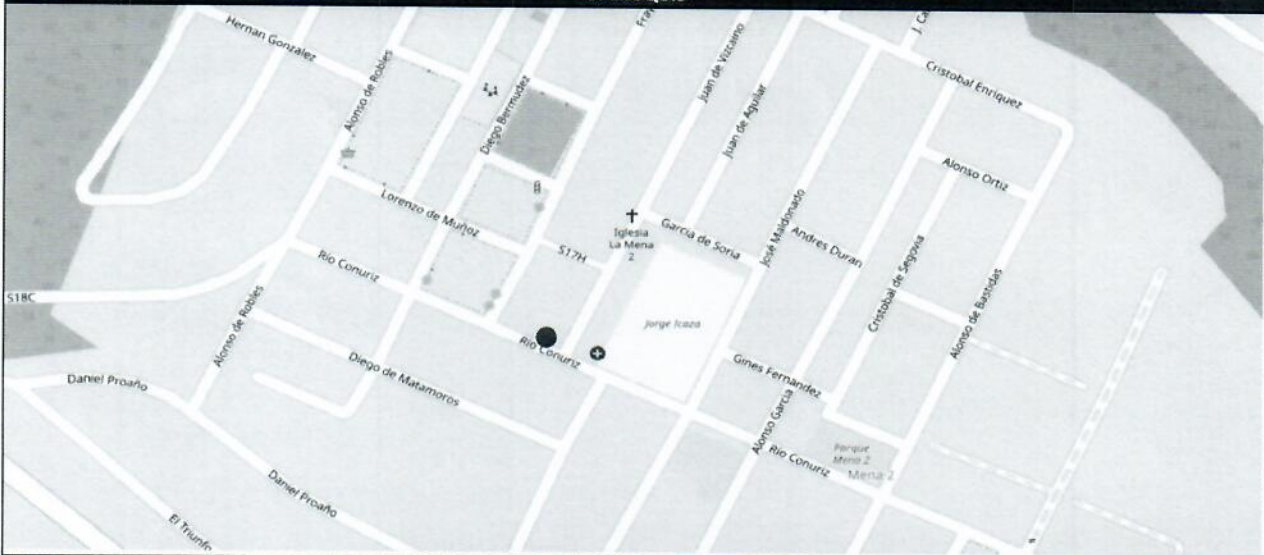 Hernan González
Alonso de Robles
Diego Bermudez
Juan de Vizcaino
Juan de Aguilar
Cristobal Enriquez
Alonso Ortiz
Lorenzo de Muñoz
Iglesia
La Mena
2
Garcia de Soria
S17H
José Maldonado
Andres Duran
Cristobal de Segovia
Alonso de Bastidas
Rio Conuriz
S18C
Alonso de Robles
Jorge Icaza
Rio Conuriz
Diego de Matamoros
Gines Fernandez
Daniel Proaño
Alonso Garcia
Rio Conuriz
Parque
Mena 2
Mena 2
Daniel Proaño
El Triunfo